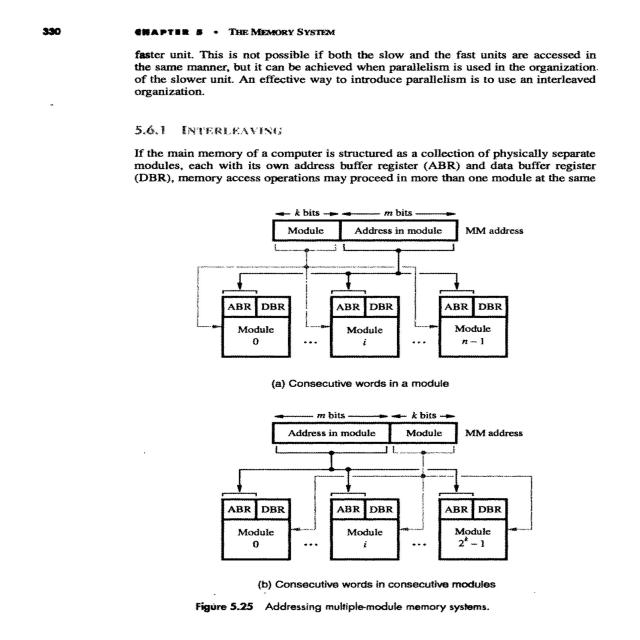 330 CHAPTER 5 • THE MEMORY SYSTEM
faster unit. This is not possible if both the slow and the fast units are accessed in
the same manner, but it can be achieved when parallelism is used in the organization
of the slower unit. An effective way to introduce parallelism is to use an interleaved
organization.
5.6.1 INTERLEAVING
If the main memory of a computer is structured as a collection of physically separate
modules, each with its own address buffer register (ABR) and data buffer register
(DBR), memory access operations may proceed in more than one module at the same
k bits m bits
Module Address in module MM address
ABR DBR ABR DBR ABR DBR
Module Module Module
0 ... i ... n − 1
(a) Consecutive words in a module
m bits k bits
Address in module Module MM address
ABR DBR ABR DBR ABR DBR
Module Module Module
0 ... i ... 2^k − 1
(b) Consecutive words in consecutive modules
Figure 5.25 Addressing multiple-module memory systems.